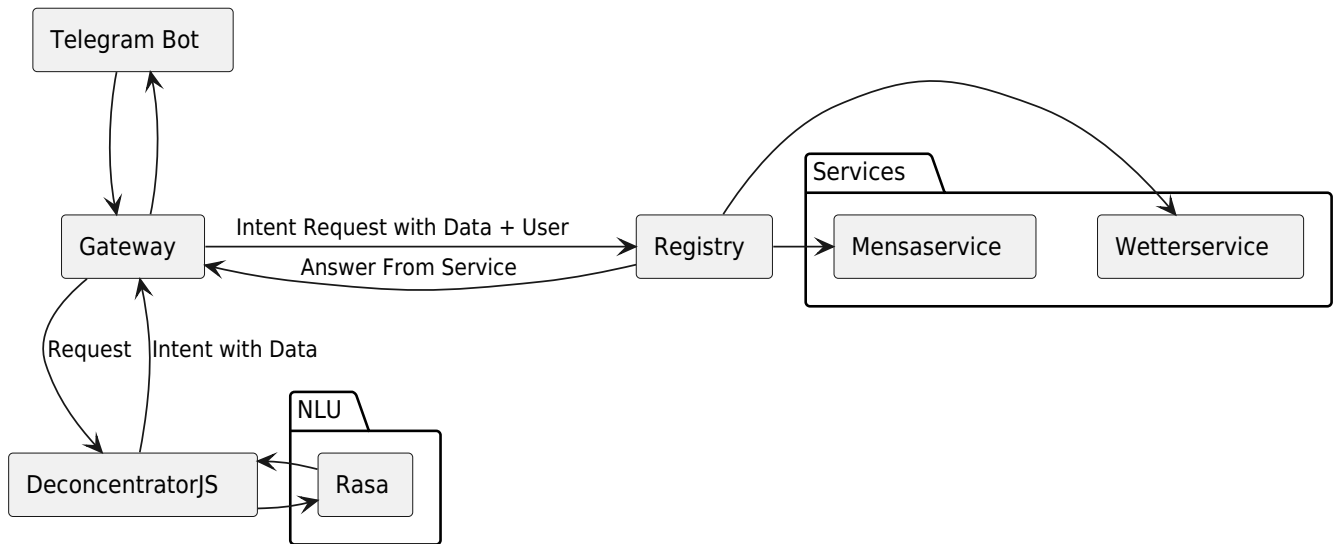 Telegram Bot
Services
Gateway
Intent Request with Data + User
Answer From Service
Registry
Mensaservice
Wetterservice
Request
Intent with Data
NLU
DeconcentratorJS
Rasa